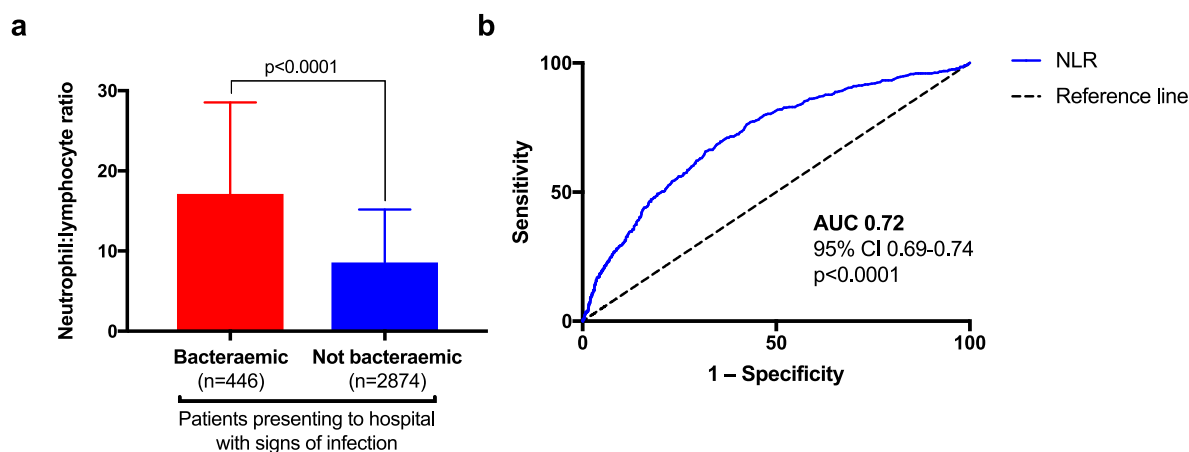 a
p<0.0001
Neutrophil:lymphocyte ratio
30
20
10
0
Bacteraemic
(n=446)
Not bacteraemic
(n=2874)
Patients presenting to hospital
with signs of infection
b
Sensitivity
100
50
0
0
50
100
1 – Specificity
AUC 0.72
95% CI 0.69-0.74
p<0.0001
NLR
Reference line